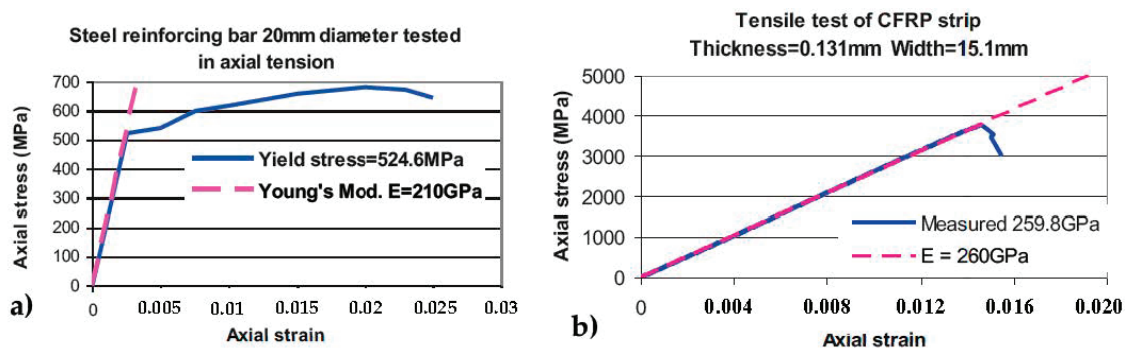 Steel reinforcing bar 20mm diameter tested
in axial tension
Axial stress (MPa)
700
600
500
400
300
200
100
0
Yield stress=524.6MPa
Young's Mod. E=210GPa
0 0.005 0.01 0.015 0.02 0.025 0.03
Axial strain
a)
Tensile test of CFRP strip
Thickness=0.131mm Width=15.1mm
Axial stress (MPa)
5000
4000
3000
2000
1000
0
Measured 259.8GPa
E = 260GPa
0 0.004 0.008 0.012 0.016 0.020
Axial strain
b)